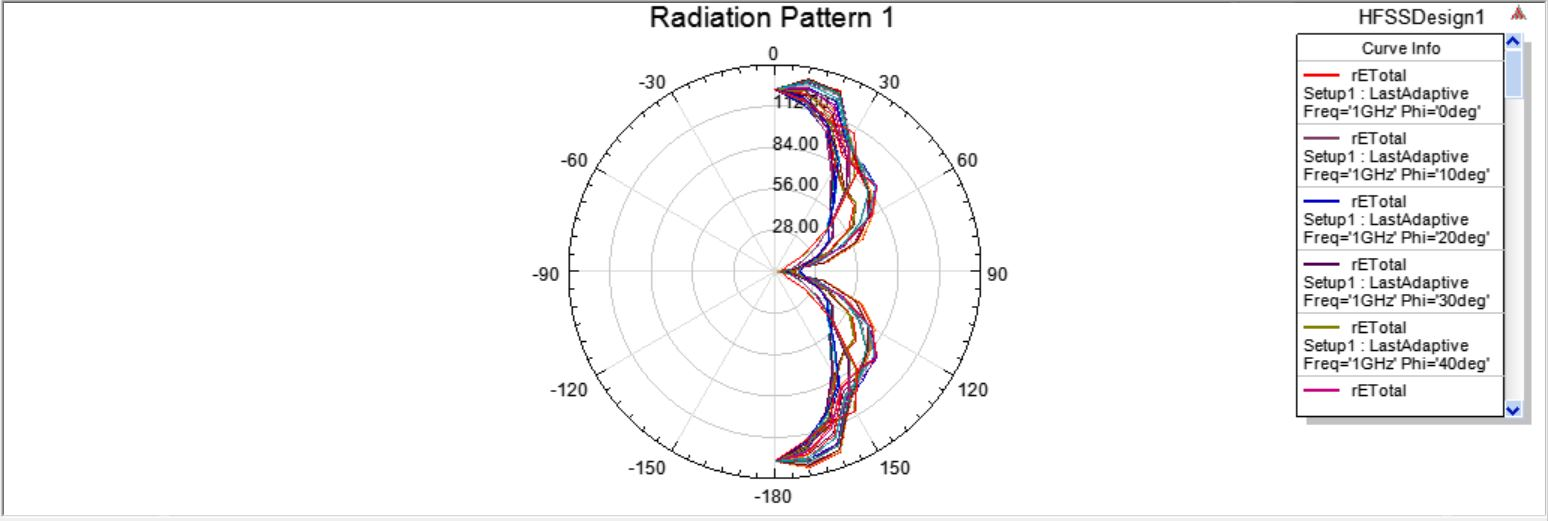 Radiation Pattern 1
HFSSDesign1
0
-30
30
-60
60
-90
90
-120
120
-150
150
-180
112.00
84.00
56.00
28.00
Curve Info
rETotal
Setup1 : LastAdaptive
Freq='1GHz' Phi='0deg'
rETotal
Setup1 : LastAdaptive
Freq='1GHz' Phi='10deg'
rETotal
Setup1 : LastAdaptive
Freq='1GHz' Phi='20deg'
rETotal
Setup1 : LastAdaptive
Freq='1GHz' Phi='30deg'
rETotal
Setup1 : LastAdaptive
Freq='1GHz' Phi='40deg'
rETotal